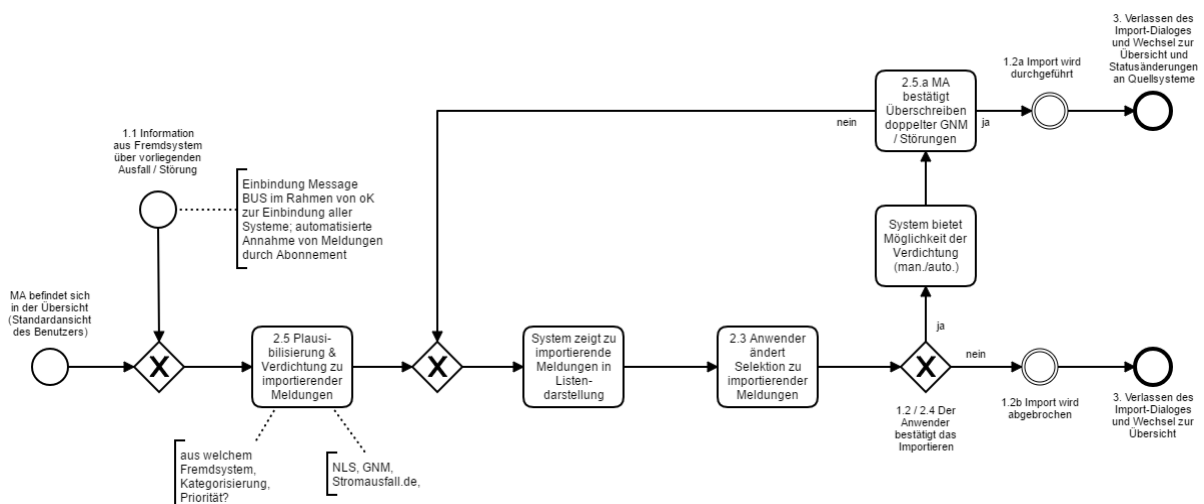 3. Verlassen des
Import-Dialoges
und Wechsel zur
Übersicht und
Statusänderungen
an Quellsysteme
1.2a Import wird
durchgeführt
2.5.a MA
bestätigt
Überschreiben
doppelter GNM
/ Störungen
nein
ja
1.1 Information
aus Fremdsystem
über vorliegenden
Ausfall / Störung
Einbindung Message
BUS im Rahmen von oK
zur Einbindung aller
Systeme; automatisierte
Annahme von Meldungen
durch Abonnement
System bietet
Möglichkeit der
Verdichtung
(man./auto.)
MA befindet sich
in der Übersicht
(Standardansicht
des Benutzers)
X
2.5 Plausi-
bilisierung &
Verdichtung zu
importierender
Meldungen
X
System zeigt zu
importierende
Meldungen in
Listen-
darstellung
2.3 Anwender
ändert
Selektion zu
importierender
Meldungen
ja
X
nein
1.2 / 2.4 Der
Anwender
bestätigt das
Importieren
1.2b Import wird
abgebrochen
3. Verlassen des
Import-Dialoges
und Wechsel zur
Übersicht
aus welchem
Fremdsystem,
Kategorisierung,
Priorität?
NLS, GNM,
Stromausfall.de,